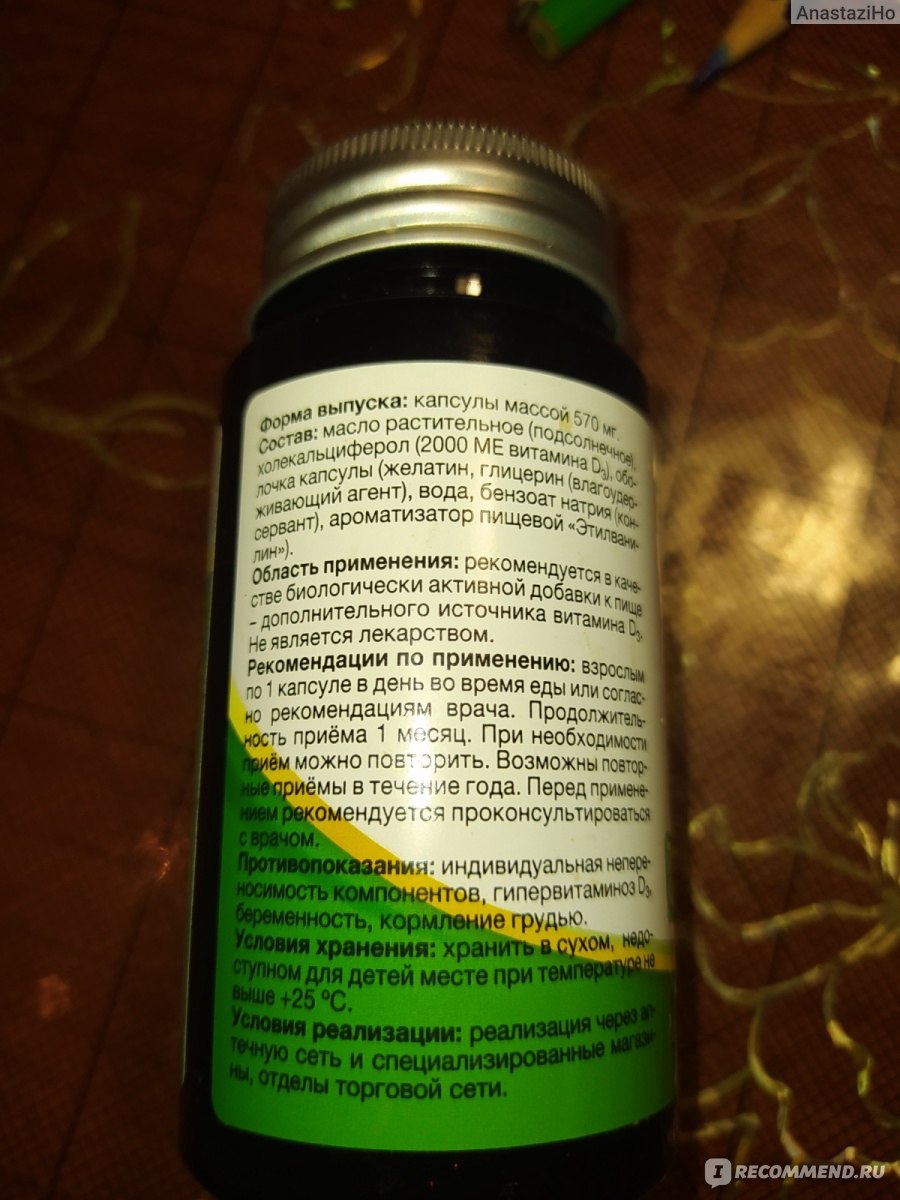 AnastaziHo
Форма выпуска: капсулы массой 570 мг.
Состав: масло растительное (подсолнечное),
холекальциферол (2000 МЕ витамина D3), обо-
лочка капсулы (желатин, глицерин (влагоудер-
живающий агент), вода, бензоат натрия (кон-
сервант), ароматизатор пищевой «Этилвани-
лин»).
Область применения: рекомендуется в каче-
стве биологически активной добавки к пище
– дополнительного источника витамина D3.
Не является лекарством.
Рекомендации по применению: взрослым
по 1 капсуле в день во время еды или соглас-
но рекомендациям врача. Продолжитель-
ность приёма 1 месяц. При необходимости
приём можно повторить. Возможны повтор-
ные приёмы в течение года. Перед примене-
нием рекомендуется проконсультироваться
с врачом.
Противопоказания: индивидуальная непере-
носимость компонентов, гипервитаминоз D3,
беременность, кормление грудью.
Условия хранения: хранить в сухом, недо-
ступном для детей месте при температуре не
выше +25 °С.
Условия реализации: реализация через ап-
течную сеть и специализированные магази-
ны, отделы торговой сети.
IRECOMMEND.RU